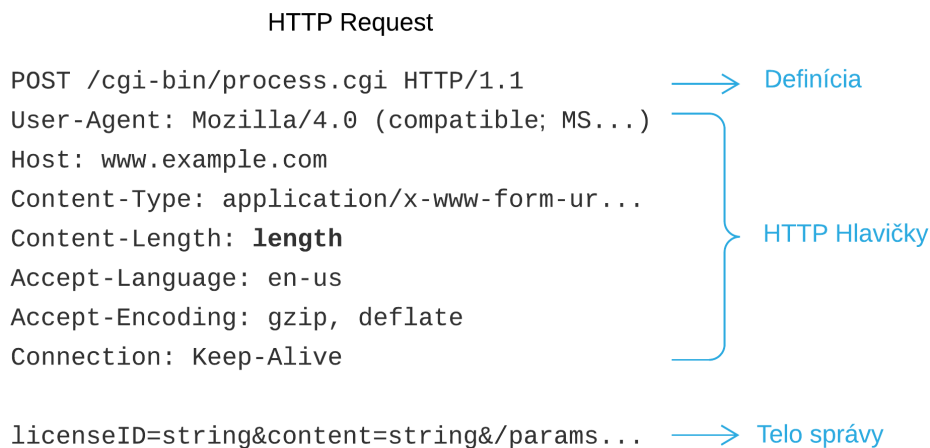 HTTP Request
POST /cgi-bin/process.cgi HTTP/1.1
Definícia
User-Agent: Mozilla/4.0 (compatible; MS...)
Host: www.example.com
Content-Type: application/x-www-form-ur...
Content-Length: length
HTTP Hlavičky
Accept-Language: en-us
Accept-Encoding: gzip, deflate
Connection: Keep-Alive
licenseID=string&content=string&/params...
Telo správy